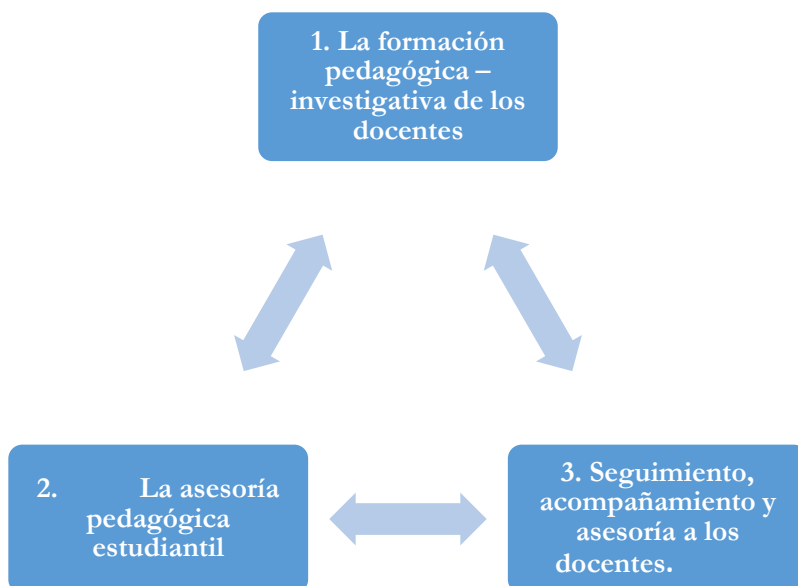 1. La formación
pedagógica –
investigativa de los
docentes
2. La asesoría
pedagógica
estudiantil
3. Seguimiento,
acompañamiento y
asesoría a los
docentes.